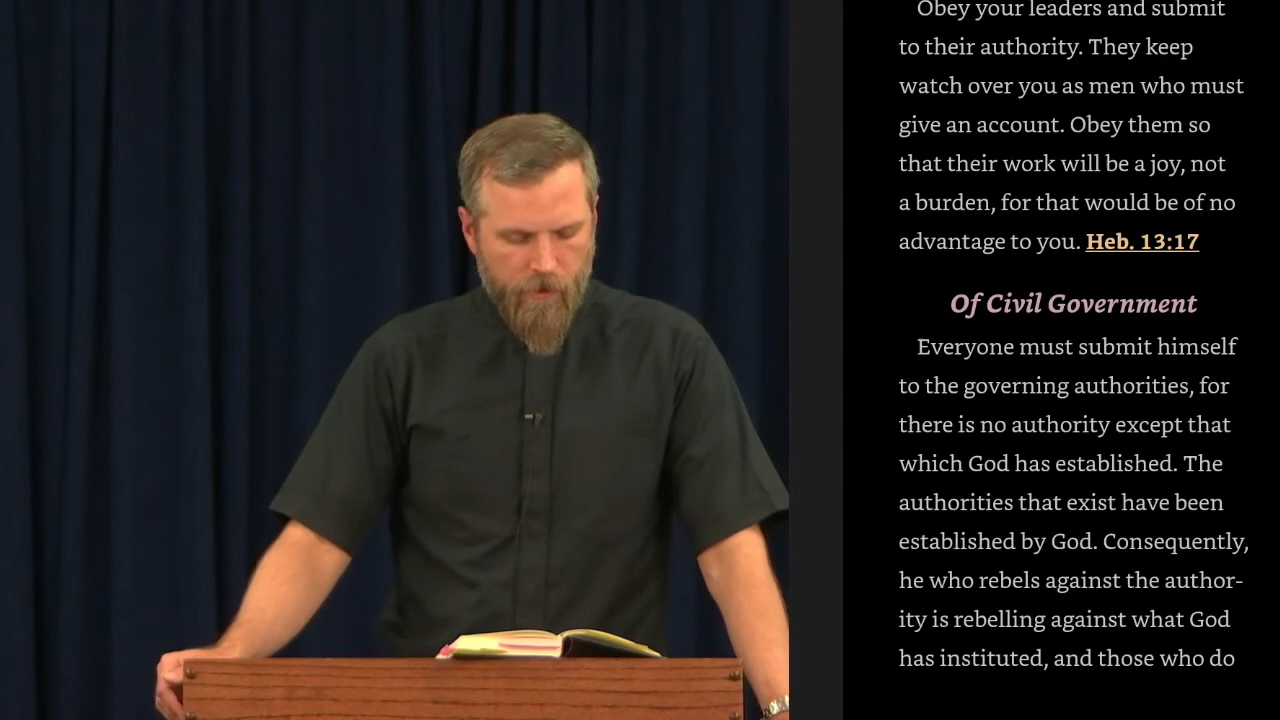 Obey your leaders and submit
to their authority. They keep
watch over you as men who must
give an account. Obey them so
that their work will be a joy, not
a burden, for that would be of no
advantage to you. Heb. 13:17
Of Civil Government
Everyone must submit himself
to the governing authorities, for
there is no authority except that
which God has established. The
authorities that exist have been
established by God. Consequently,
he who rebels against the author-
ity is rebelling against what God
has instituted, and those who do